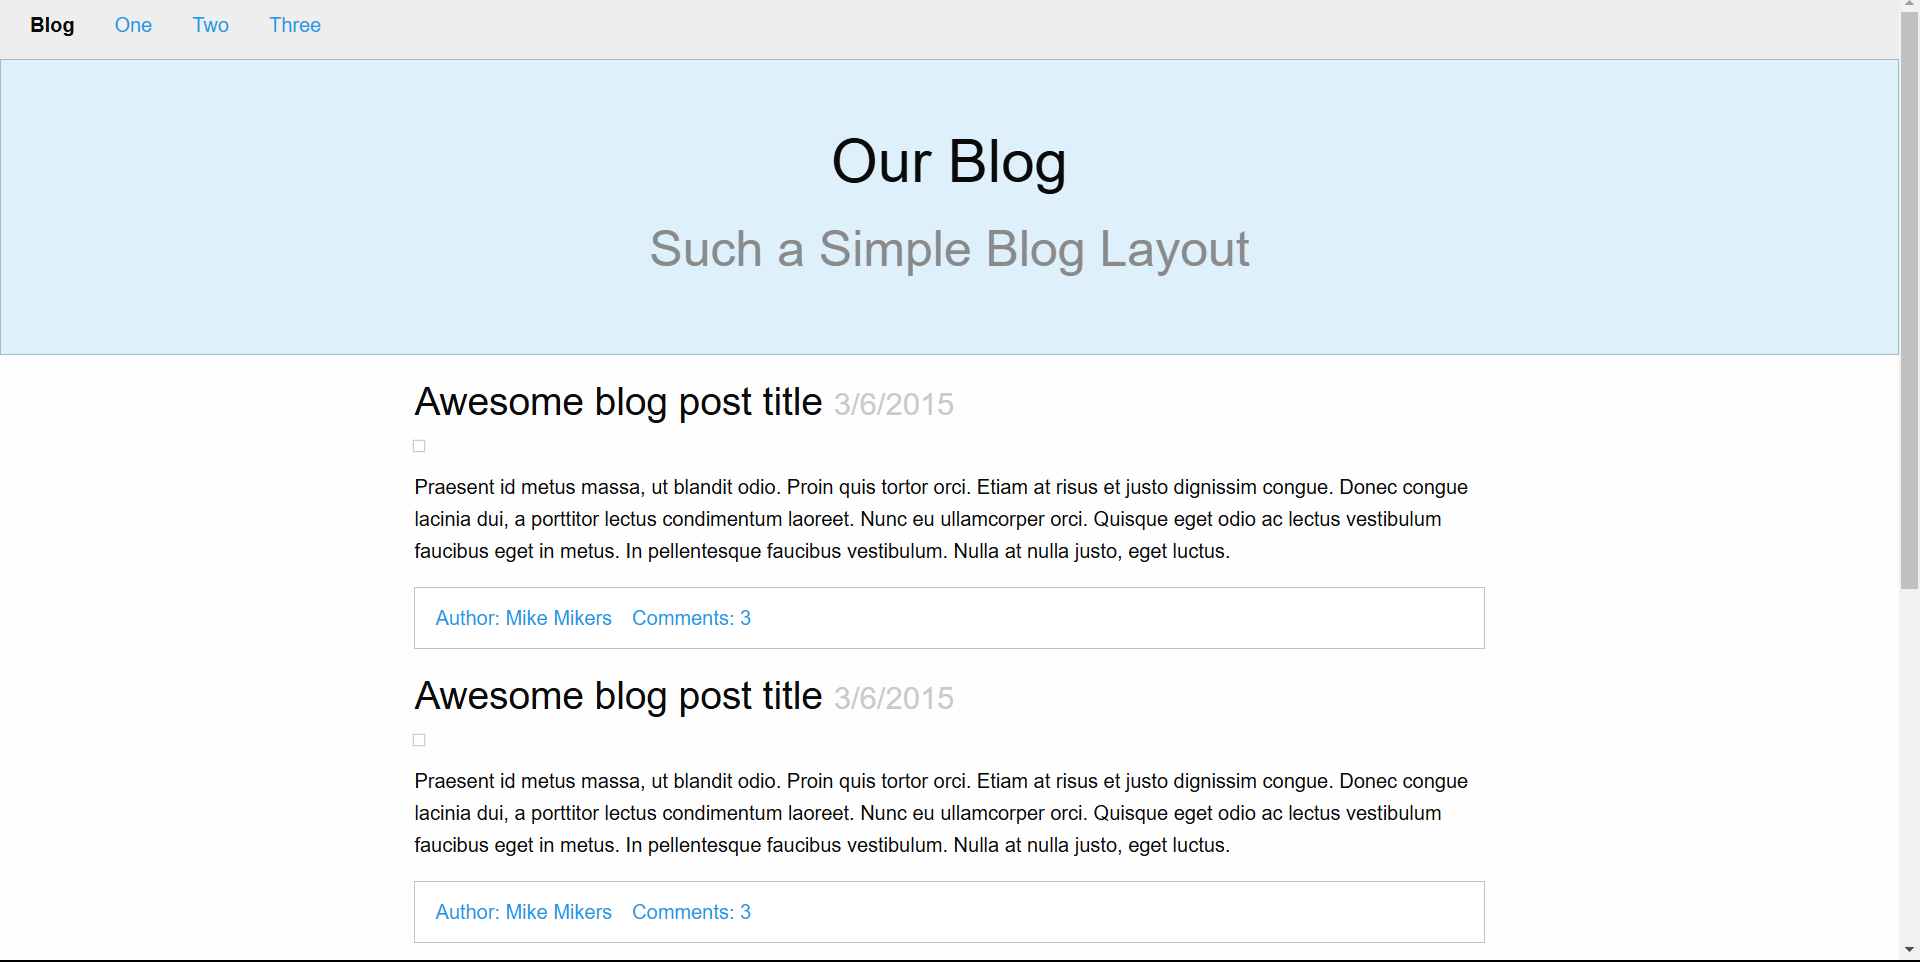 Blog One Two Three
Our Blog
Such a Simple Blog Layout
Awesome blog post title 3/6/2015
Praesent id metus massa, ut blandit odio. Proin quis tortor orci. Etiam at risus et justo dignissim congue. Donec congue
lacinia dui, a porttitor lectus condimentum laoreet. Nunc eu ullamcorper orci. Quisque eget odio ac lectus vestibulum
faucibus eget in metus. In pellentesque faucibus vestibulum. Nulla at nulla justo, eget luctus.
Author: Mike Mikers Comments: 3
Awesome blog post title 3/6/2015
Praesent id metus massa, ut blandit odio. Proin quis tortor orci. Etiam at risus et justo dignissim congue. Donec congue
lacinia dui, a porttitor lectus condimentum laoreet. Nunc eu ullamcorper orci. Quisque eget odio ac lectus vestibulum
faucibus eget in metus. In pellentesque faucibus vestibulum. Nulla at nulla justo, eget luctus.
Author: Mike Mikers Comments: 3